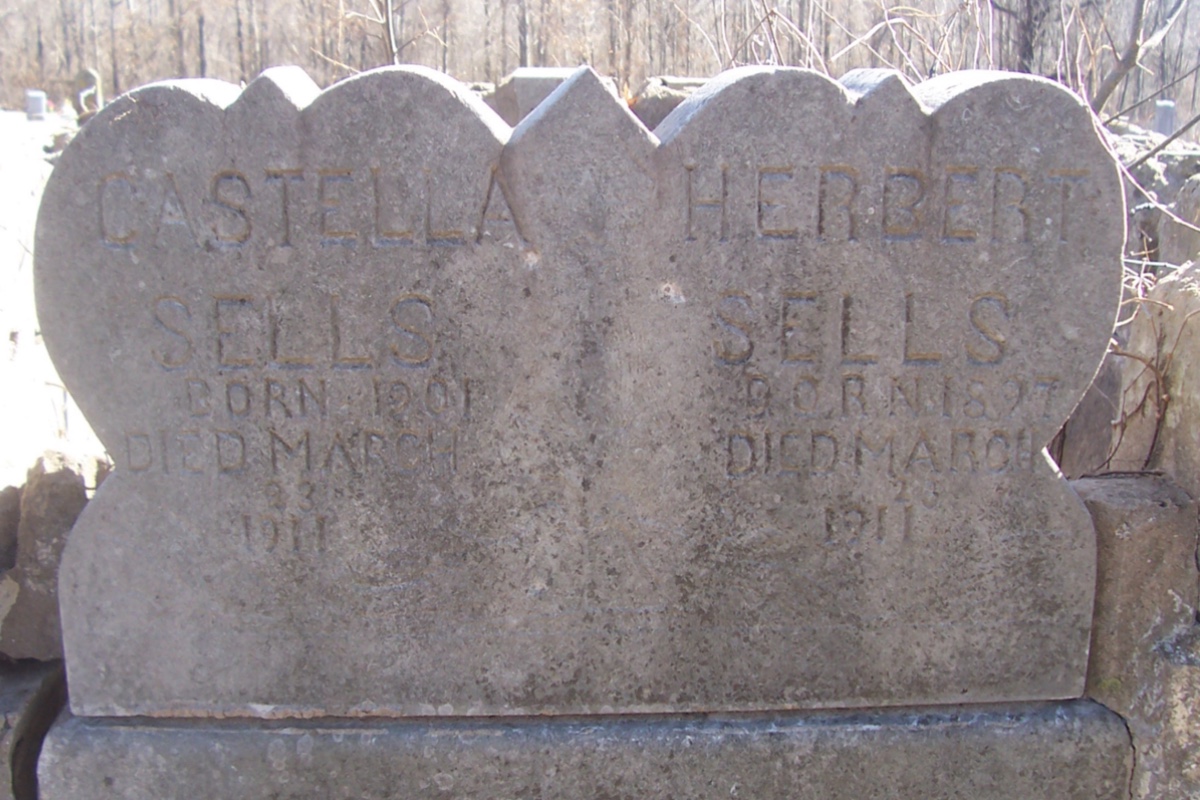 CASTELLA
SELLS
BORN 1901
DIED MARCH
1911
HERBERT
SELLS
BORN 1897
DIED MARCH
1911